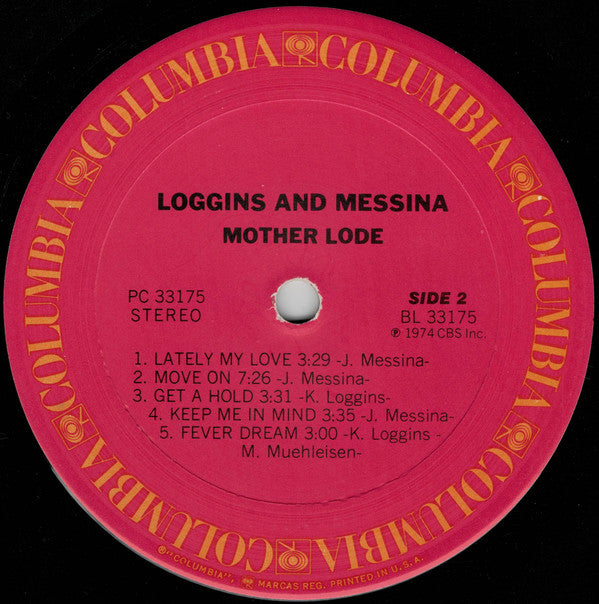 COLUMBIA COLUMBIA COLUMBIA COLUMBIA COLUMBIA COLUMBIA COLUMBIA
LOGGINS AND MESSINA
MOTHER LODE
PC 33175
STEREO
SIDE 2
BL 33175
℗ 1974 CBS Inc.
1. LATELY MY LOVE 3:29 -J. Messina-
2. MOVE ON 7:26 -J. Messina-
3. GET A HOLD 3:31 -K. Loggins-
4. KEEP ME IN MIND 3:35 -J. Messina-
5. FEVER DREAM 3:00 -K. Loggins -
M. Muehleisen-
®"COLUMBIA", MARCAS REG. PRINTED IN U.S.A.